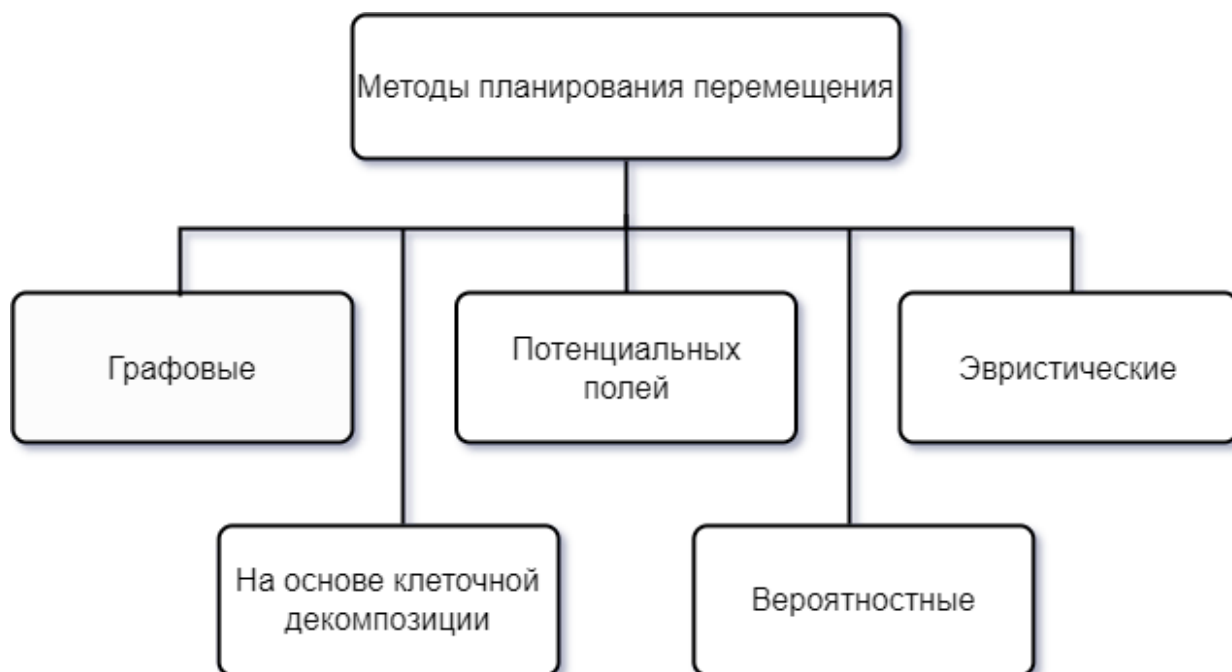 Методы планирования перемещения
Графовые
Потенциальных
полей
Эвристические
На основе клеточной
декомпозиции
Вероятностные